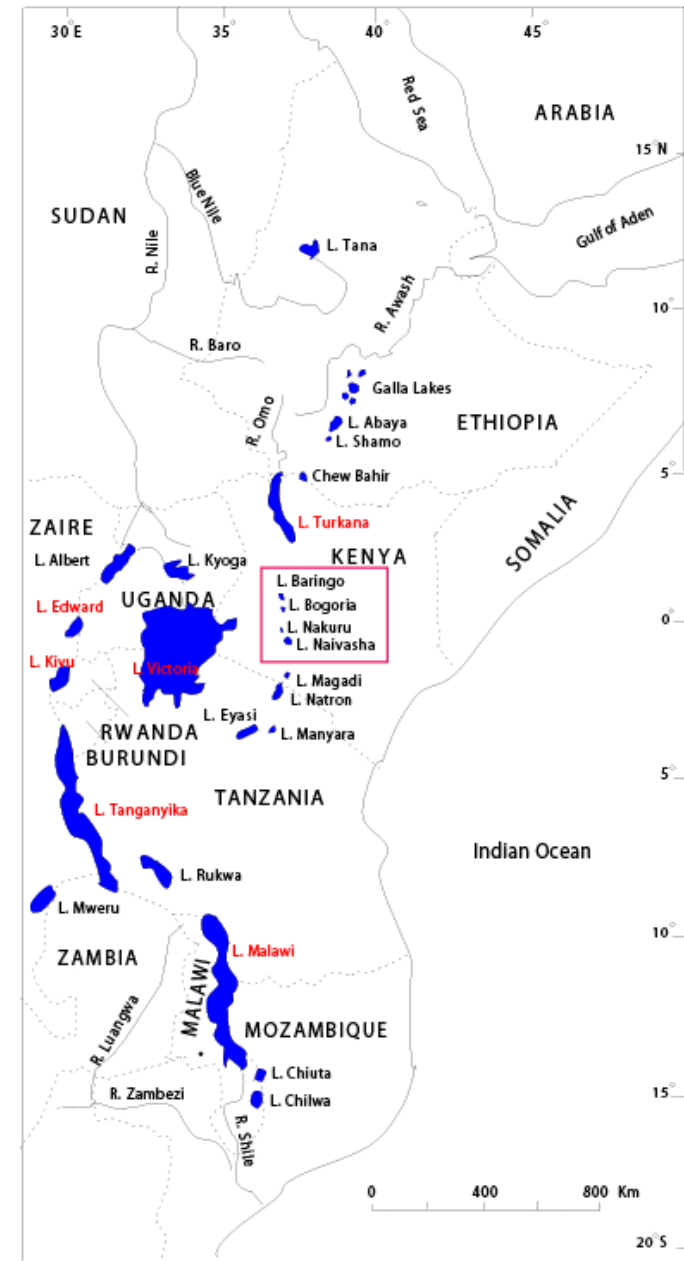 30°E
35°
40°
45°
Red Sea
ARABIA
15°N
Blue Nile
SUDAN
R. Nile
Gulf of Aden
L. Tana
R. Awash
10°
R. Baro
Galla Lakes
R. Omo
L. Abaya
ETHIOPIA
L. Shamo
Chew Bahir
5°
L. Turkana
SOMALIA
ZAIRE
KENYA
L. Albert
L. Kyoga
L. Baringo
UGANDA
L. Edward
L. Bogoria
0°
L. Nakuru
L. Naivasha
L. Kivu
L. Victoria
L. Magadi
L. Natron
L. Eyasi
RWANDA
L. Manyara
BURUNDI
5°
TANZANIA
L. Tanganyika
Indian Ocean
L. Rukwa
L. Mweru
10°
L. Malawi
ZAMBIA
MALAWI
R. Luangwa
MOZAMBIQUE
L. Chiuta
R. Zambezi
L. Chilwa
15°
R. Shile
0 400 800 Km
20°S